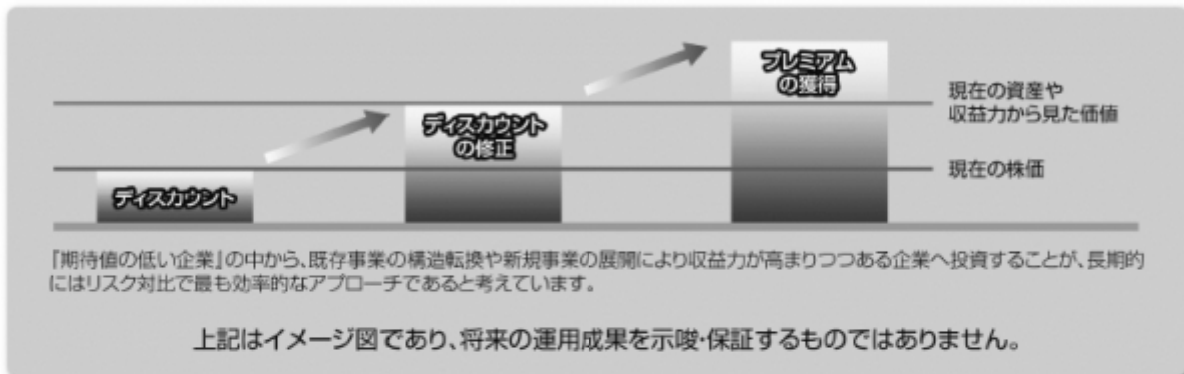 プレミアム
の獲得
現在の資産や
収益力から見た価値
ディスカウント
の修正
現在の株価
ディスカウント
『期待値の低い企業』の中から、既存事業の構造転換や新規事業の展開により収益力が高まりつつある企業へ投資することが、長期的
にはリスク対比で最も効率的なアプローチであると考えています。
上記はイメージ図であり、将来の運用成果を示唆・保証するものではありません。